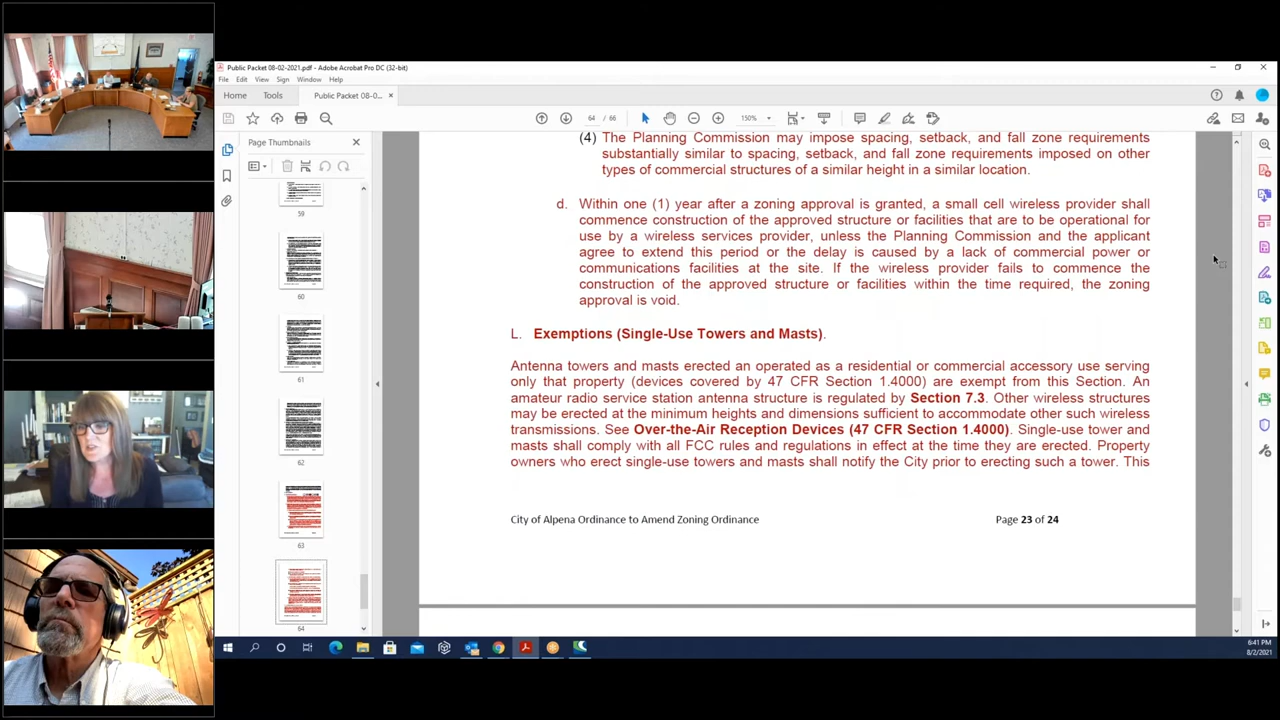 Public Packet 08-02-2021.pdf - Adobe Acrobat Pro DC (32-bit)
File Edit View Sign Window Help
Home Tools Public Packet 08-0... ×
64 / 66 150%
Page Thumbnails
59
60
61
62
63
64
(4) The Planning Commission may impose spacing, setback, and fall zone requirements
substantially similar to spacing, setback, and fall zone requirements imposed on other
types of commercial structures of a similar height in a similar location.
d. Within one (1) year after a zoning approval is granted, a small cell wireless provider shall
commence construction of the approved structure or facilities that are to be operational for
use by a wireless services provider, unless the Planning Commission and the applicant
agree to extend this period or the delay is caused by a lack of commercial power or
communications facilities at the site. If the wireless provider fails to commence the
construction of the approved structure or facilities within the time required, the zoning
approval is void.
L. Exemptions (Single-Use Towers and Masts).
Antenna towers and masts erected an operated as a residential or commercial accessory use serving
only that property (devices covered by 47 CFR Section 1.4000) are exempt from this Section. An
amateur radio service station antenna structure is regulated by Section 7.3. Other wireless structures
may be erected at the minimum heights and dimensions sufficient to accommodate other such wireless
transmissions. See Over-the-Air Reception Devices (47 CFR Section 1.4000). Single-use tower and
masts shall comply with all FCC rules and regulations in effect at the time they are erected. Property
owners who erect single-use towers and masts shall notify the City prior to erecting such a tower. This
City of Alpena Ordinance to Amend Zoning Ordinance Page 23 of 24
6:41 PM
8/2/2021